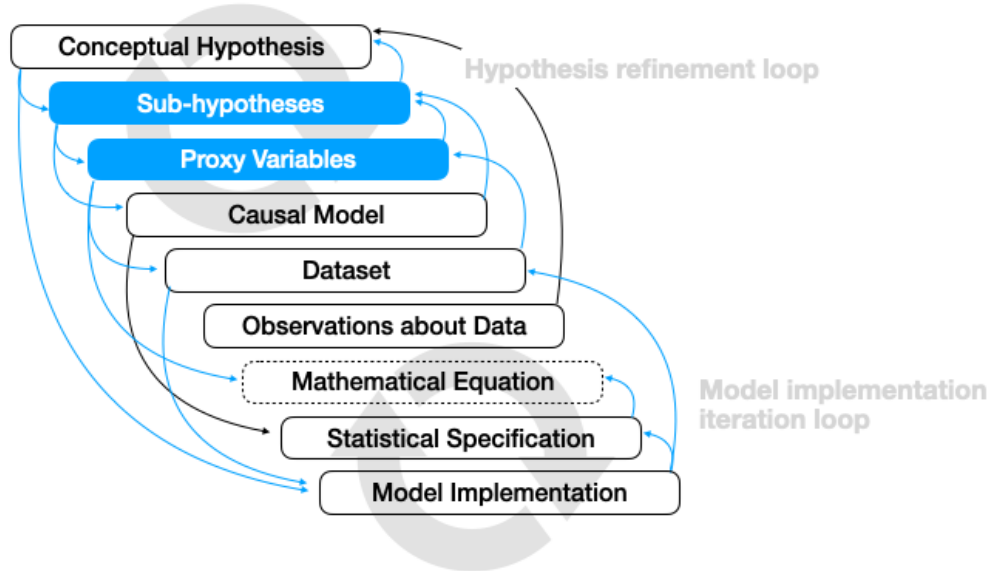 Conceptual Hypothesis
Hypothesis refinement loop
Sub-hypotheses
Proxy Variables
Causal Model
Dataset
Observations about Data
Mathematical Equation
Model implementation
iteration loop
Statistical Specification
Model Implementation